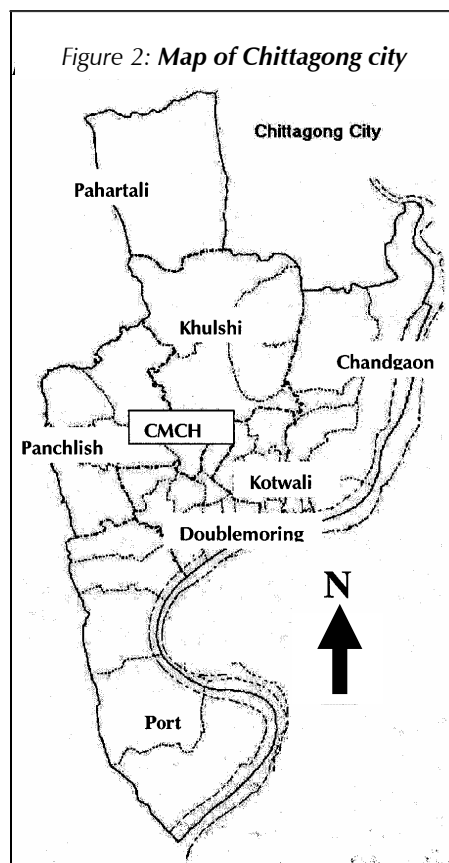 Figure 2: Map of Chittagong city
Chittagong City
Pahartali
Khulshi
Chandgaon
CMCH
Panchlish
Kotwali
Doublemoring
N
Port